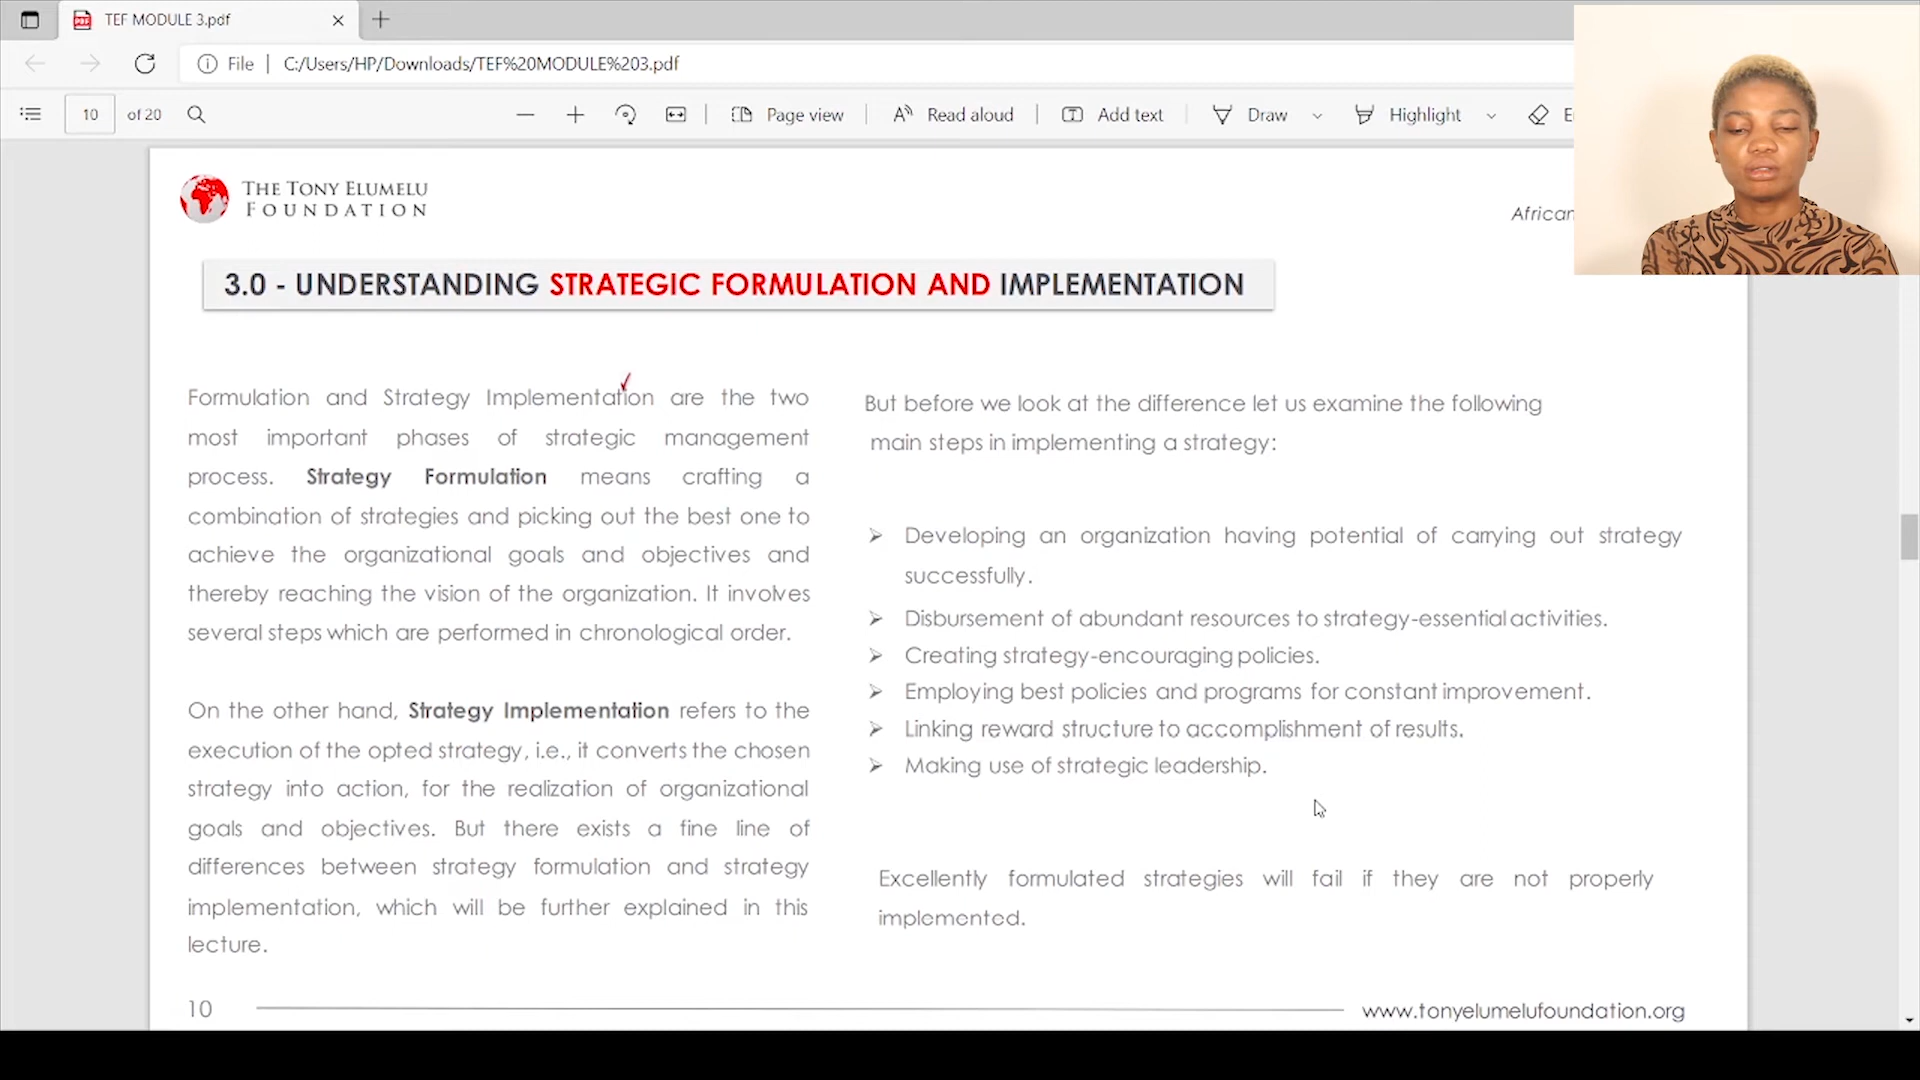 TEF MODULE 3.pdf
File
C:/Users/HP/Downloads/TEF%20MODULE%203.pdf
10 of 20
Page view
Read aloud
Add text
Draw
Highlight
THE TONY ELUMELU
FOUNDATION
African
3.0 - UNDERSTANDING STRATEGIC FORMULATION AND IMPLEMENTATION
Formulation and Strategy Implementation are the two
most important phases of strategic management
process. Strategy Formulation means crafting a
combination of strategies and picking out the best one to
achieve the organizational goals and objectives and
thereby reaching the vision of the organization. It involves
several steps which are performed in chronological order.
On the other hand, Strategy Implementation refers to the
execution of the opted strategy, i.e., it converts the chosen
strategy into action, for the realization of organizational
goals and objectives. But there exists a fine line of
differences between strategy formulation and strategy
implementation, which will be further explained in this
lecture.
But before we look at the difference let us examine the following
main steps in implementing a strategy:
Developing an organization having potential of carrying out strategy
successfully.
Disbursement of abundant resources to strategy-essential activities.
Creating strategy-encouraging policies.
Employing best policies and programs for constant improvement.
Linking reward structure to accomplishment of results.
Making use of strategic leadership.
Excellently formulated strategies will fail if they are not properly
implemented.
10
www.tonyelumelufoundation.org